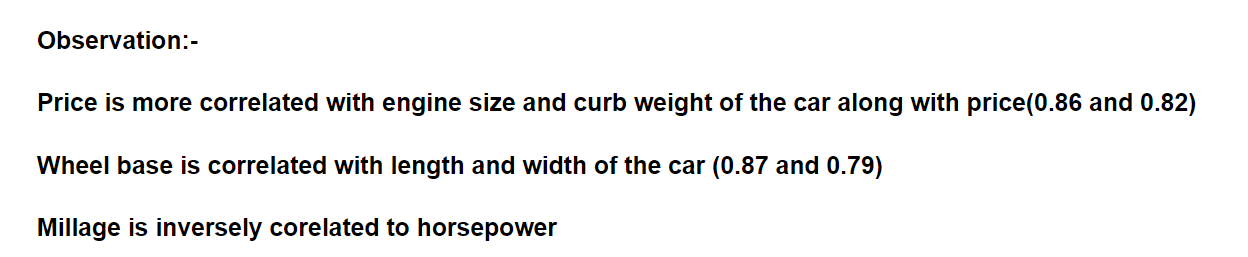 Observation:-
Price is more correlated with engine size and curb weight of the car along with price(0.86 and 0.82)
Wheel base is correlated with length and width of the car (0.87 and 0.79)
Millage is inversely corelated to horsepower